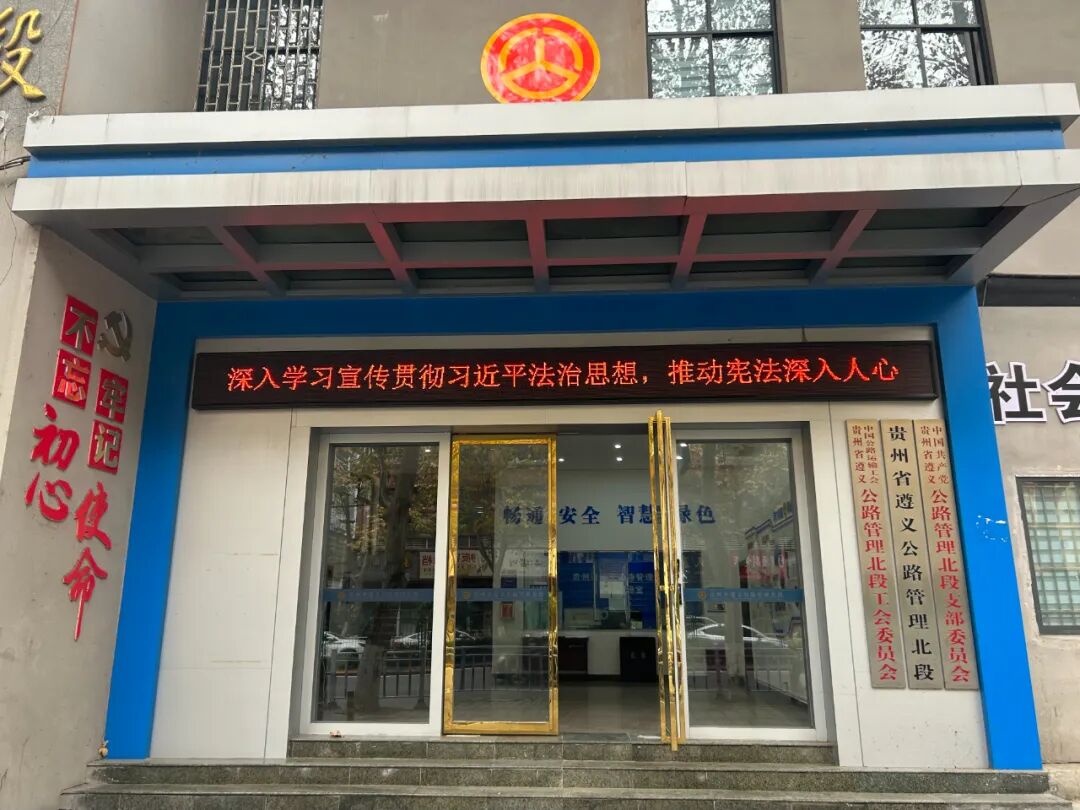 段
深入学习宣传贯彻习近平法治思想，推动宪法深入人心
不忘
初心
牢记
使命
畅通 安全 智慧 绿色
中国公路运输工会
贵州省遵义
公路管理北段工会委员会
贵州省遵义公路管理北段
中国共产党
贵州省遵义
公路管理北段支部委员会
社会